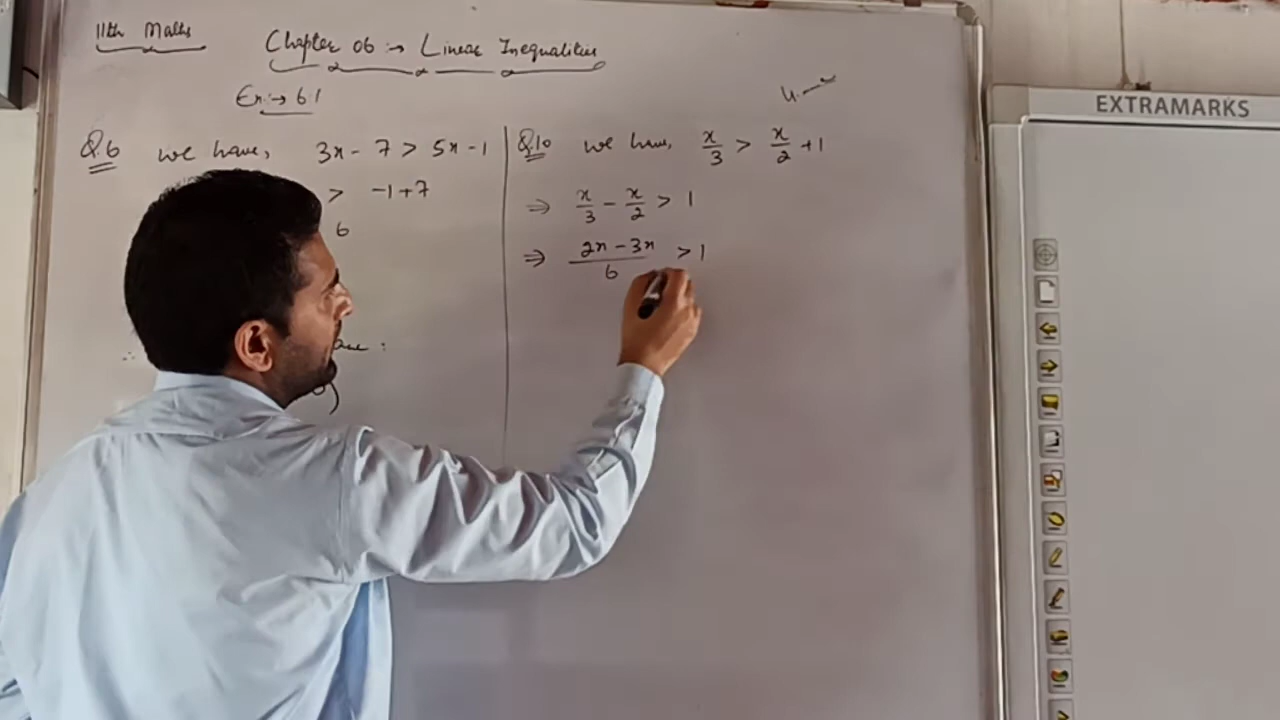 11th Maths
Chapter 06 :→ Linear Inequalities
Ex :→ 6.1
Q.6 we have, 3x - 7 > 5x - 1
> -1+7
6
∴
Q.10 we have, x/3 > x/2 + 1
⇒ x/3 - x/2 > 1
⇒ (2x - 3x)/6 > 1
EXTRAMARKS